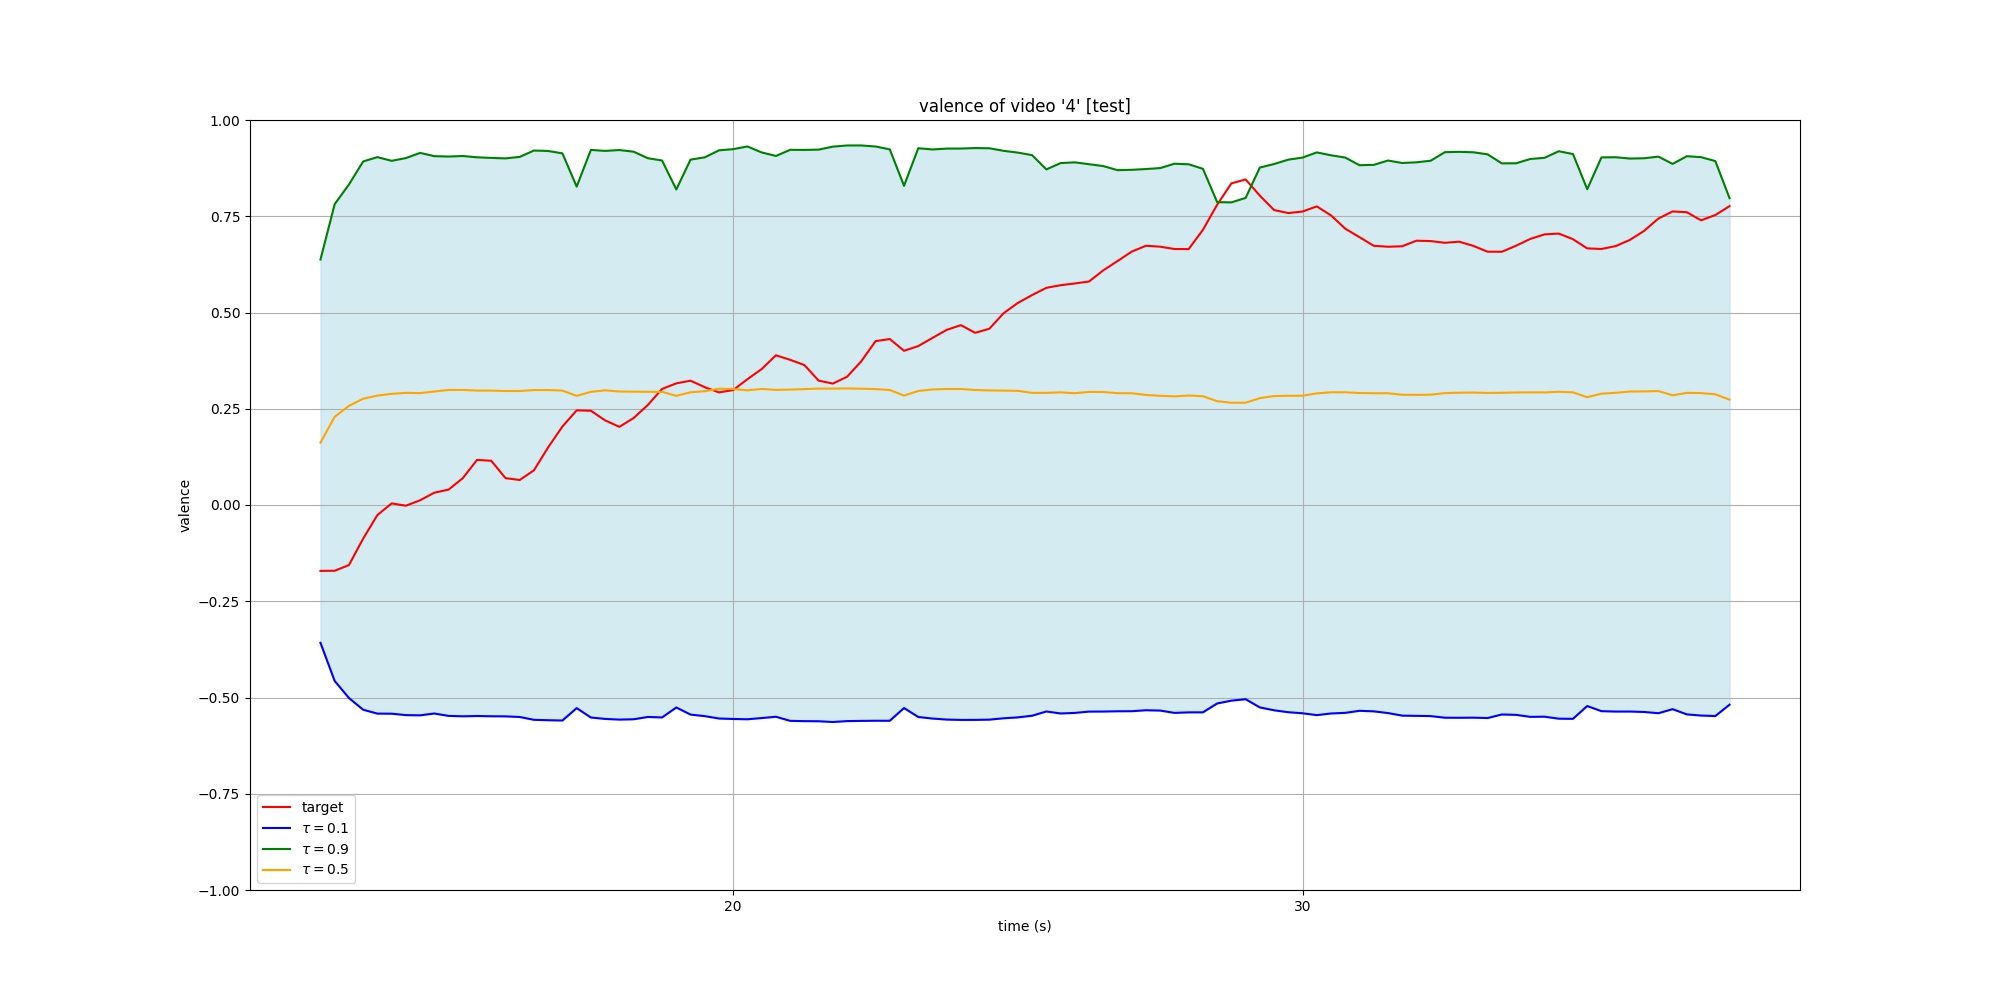 valence of video '4' [test]
1.00
0.75
0.50
0.25
0.00
−0.25
−0.50
−0.75
−1.00
valence
20
30
time (s)
target
τ = 0.1
τ = 0.9
τ = 0.5